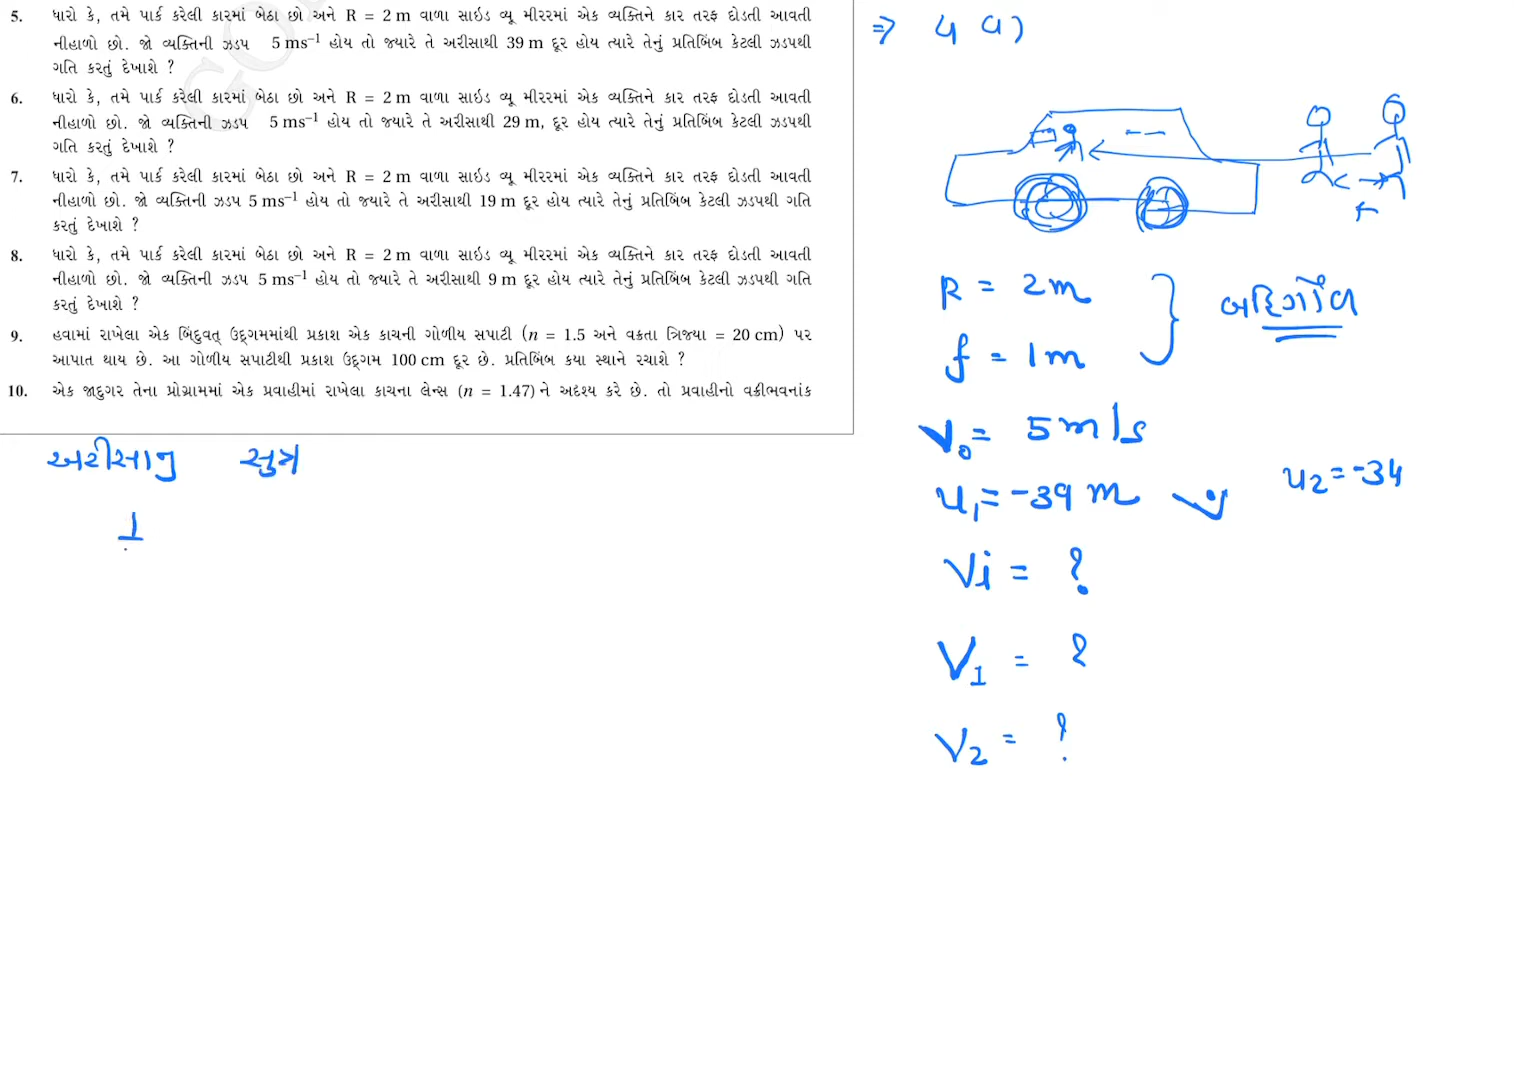 5. ધારો કે, તમે પાર્ક કરેલી કારમાં બેઠા છો અને R = 2 m વાળા સાઇડ વ્યૂ મીરરમાં એક વ્યક્તિને કાર તરફ દોડતી આવતી
નીહાળો છો. જો વ્યક્તિની ઝડપ 5 ms⁻¹ હોય તો જ્યારે તે અરીસાથી 39 m દૂર હોય ત્યારે તેનું પ્રતિબિંબ કેટલી ઝડપથી
ગતિ કરતું દેખાશે ?
6. ધારો કે, તમે પાર્ક કરેલી કારમાં બેઠા છો અને R = 2 m વાળા સાઇડ વ્યૂ મીરરમાં એક વ્યક્તિને કાર તરફ દોડતી આવતી
નીહાળો છો. જો વ્યક્તિની ઝડપ 5 ms⁻¹ હોય તો જ્યારે તે અરીસાથી 29 m, દૂર હોય ત્યારે તેનું પ્રતિબિંબ કેટલી ઝડપથી
ગતિ કરતું દેખાશે ?
7. ધારો કે, તમે પાર્ક કરેલી કારમાં બેઠા છો અને R = 2 m વાળા સાઇડ વ્યૂ મીરરમાં એક વ્યક્તિને કાર તરફ દોડતી આવતી
નીહાળો છો. જો વ્યક્તિની ઝડપ 5 ms⁻¹ હોય તો જ્યારે તે અરીસાથી 19 m દૂર હોય ત્યારે તેનું પ્રતિબિંબ કેટલી ઝડપથી ગતિ
કરતું દેખાશે ?
8. ધારો કે, તમે પાર્ક કરેલી કારમાં બેઠા છો અને R = 2 m વાળા સાઇડ વ્યૂ મીરરમાં એક વ્યક્તિને કાર તરફ દોડતી આવતી
નીહાળો છો. જો વ્યક્તિની ઝડપ 5 ms⁻¹ હોય તો જ્યારે તે અરીસાથી 9 m દૂર હોય ત્યારે તેનું પ્રતિબિંબ કેટલી ઝડપથી ગતિ
કરતું દેખાશે ?
9. હવામાં રાખેલા એક બિંદુવત્ ઉદ્દ્ગમમાંથી પ્રકાશ એક કાચની ગોળીય સપાટી (n = 1.5 અને વક્રતા ત્રિજ્યા = 20 cm) પર
આપાત થાય છે. આ ગોળીય સપાટીથી પ્રકાશ ઉદ્દ્ગમ 100 cm દૂર છે. પ્રતિબિંબ કયા સ્થાને રચાશે ?
10. એક જાદુગર તેના પ્રોગ્રામમાં એક પ્રવાહીમાં રાખેલા કાચના લેન્સ (n = 1.47) ને અદૃશ્ય કરે છે. તો પ્રવાહીનો વક્રીભવનાંક
અરીસાનુ સુત્ર
1
⇒ ૫ (૫)
R = 2m
બહિર્ગોળ
f = 1m
V₀ = 5 m/s
u₁ = -39 m
u₂ = -34
Vi = ?
V₁ = ?
V₂ = ?